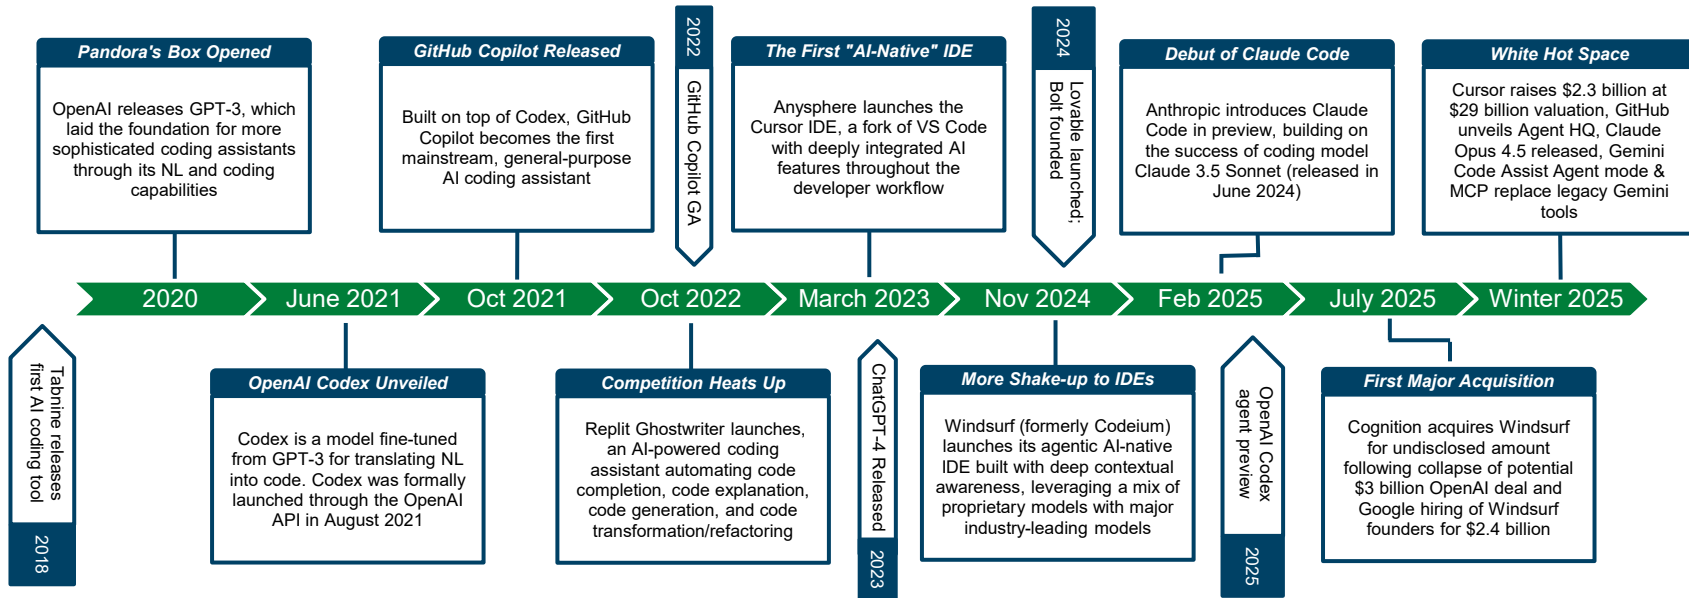 Pandora's Box Opened
OpenAI releases GPT-3, which
laid the foundation for more
sophisticated coding assistants
through its NL and coding
capabilities
GitHub Copilot Released
Built on top of Codex, GitHub
Copilot becomes the first
mainstream, general-purpose
AI coding assistant
2022
GitHub Copilot GA
The First "AI-Native" IDE
Anysphere launches the
Cursor IDE, a fork of VS Code
with deeply integrated AI
features throughout the
developer workflow
2024
Lovable launched;
Bolt founded
Debut of Claude Code
Anthropic introduces Claude
Code in preview, building on
the success of coding model
Claude 3.5 Sonnet (released in
June 2024)
White Hot Space
Cursor raises $2.3 billion at
$29 billion valuation, GitHub
unveils Agent HQ, Claude
Opus 4.5 released, Gemini
Code Assist Agent mode &
MCP replace legacy Gemini
tools
2020
June 2021
Oct 2021
Oct 2022
March 2023
Nov 2024
Feb 2025
July 2025
Winter 2025
Tabnine releases
first AI coding tool
2018
OpenAI Codex Unveiled
Codex is a model fine-tuned
from GPT-3 for translating NL
into code. Codex was formally
launched through the OpenAI
API in August 2021
Competition Heats Up
Replit Ghostwriter launches,
an AI-powered coding
assistant automating code
completion, code explanation,
code generation, and code
transformation/refactoring
ChatGPT-4 Released
2023
More Shake-up to IDEs
Windsurf (formerly Codeium)
launches its agentic AI-native
IDE built with deep contextual
awareness, leveraging a mix of
proprietary models with major
industry-leading models
OpenAI Codex
agent preview
2025
First Major Acquisition
Cognition acquires Windsurf
for undisclosed amount
following collapse of potential
$3 billion OpenAI deal and
Google hiring of Windsurf
founders for $2.4 billion